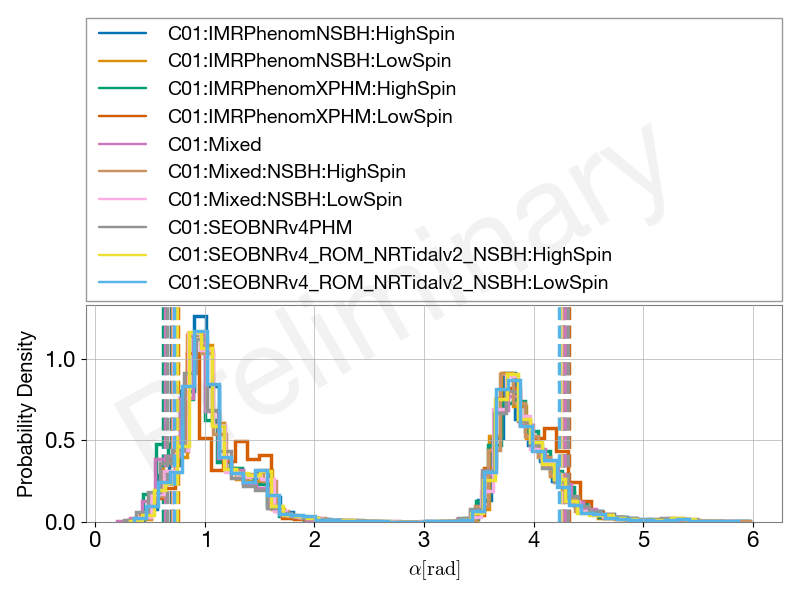 C01:IMRPhenomNSBH:HighSpin
C01:IMRPhenomNSBH:LowSpin
C01:IMRPhenomXPHM:HighSpin
C01:IMRPhenomXPHM:LowSpin
C01:Mixed
C01:Mixed:NSBH:HighSpin
C01:Mixed:NSBH:LowSpin
C01:SEOBNRv4PHM
C01:SEOBNRv4_ROM_NRTidalv2_NSBH:HighSpin
C01:SEOBNRv4_ROM_NRTidalv2_NSBH:LowSpin
Preliminary
Probability Density
1.0
0.5
0.0
0 1 2 3 4 5 6
α[rad]